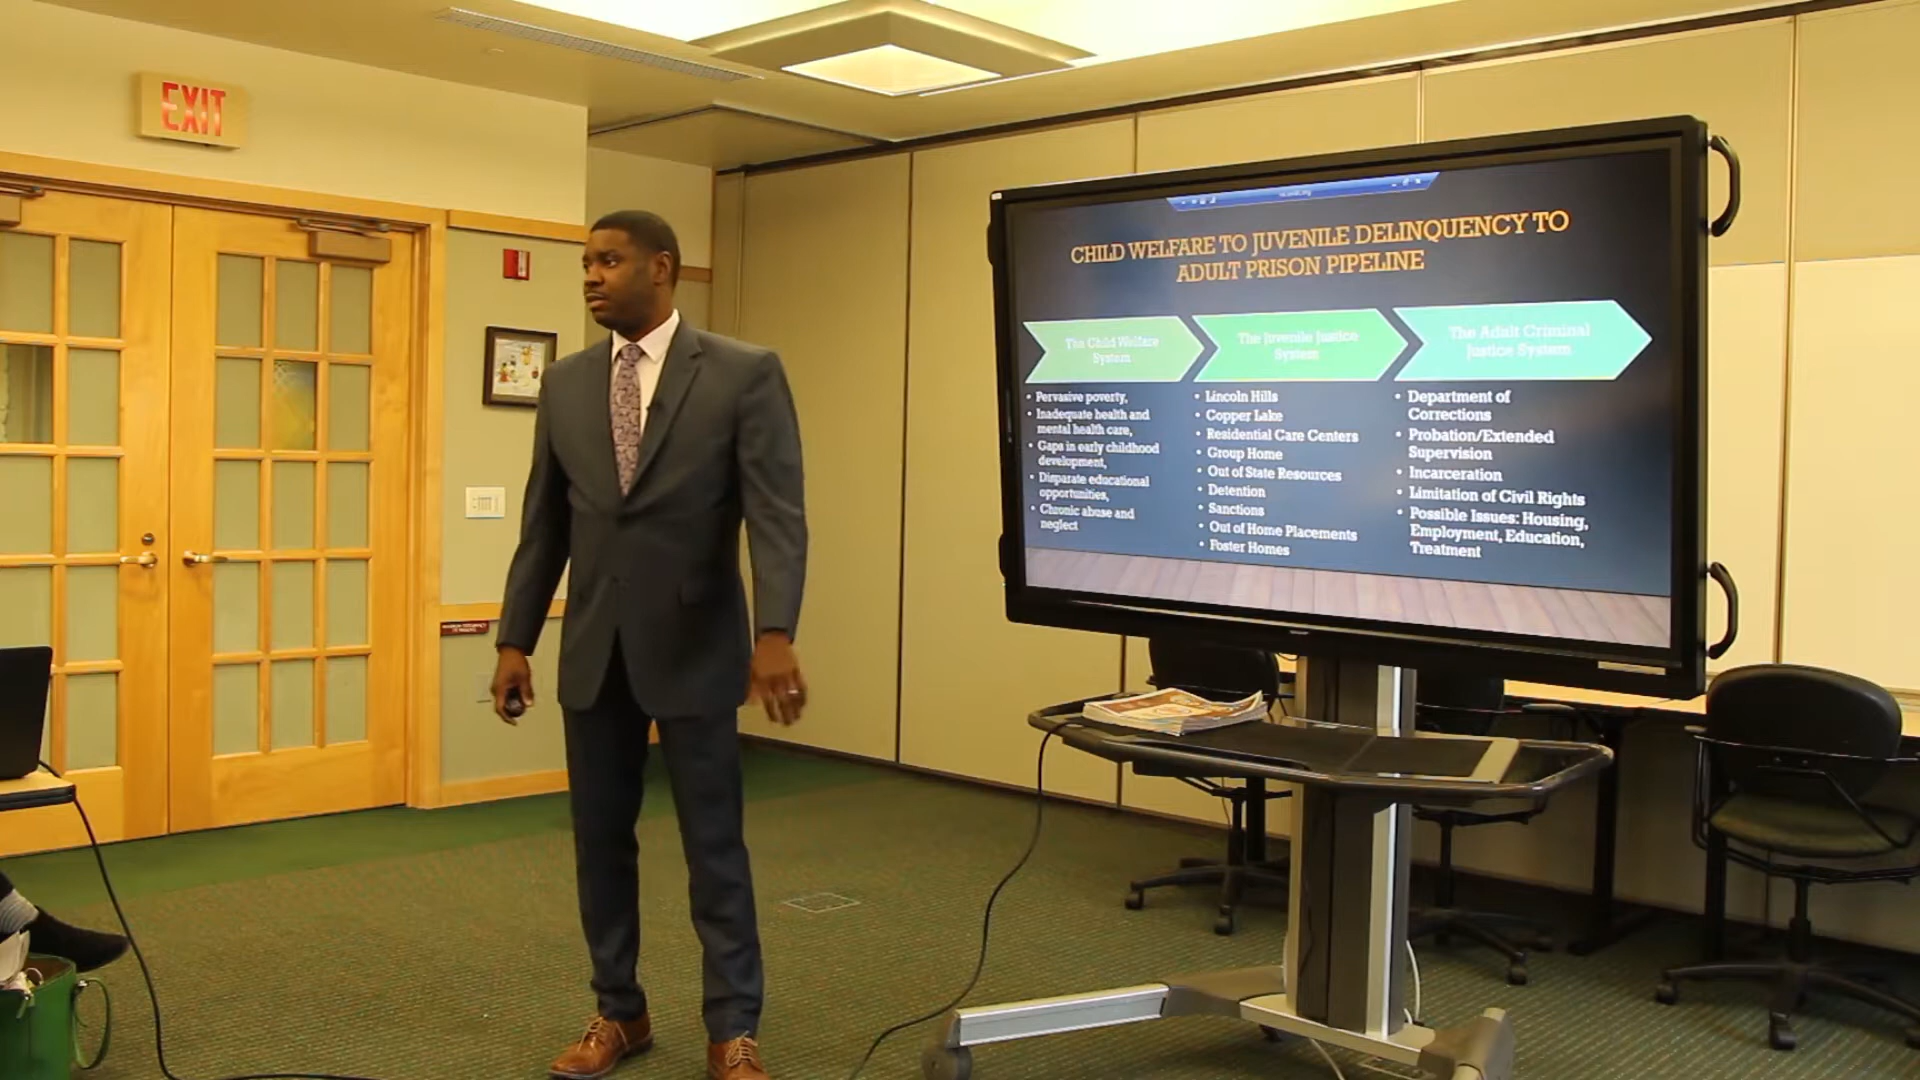 EXIT
CHILD WELFARE TO JUVENILE DELINQUENCY TO
ADULT PRISON PIPELINE
The Child Welfare
System
• Pervasive poverty,
• Inadequate health and
mental health care,
• Gaps in early childhood
development,
• Disparate educational
opportunities,
• Chronic abuse and
neglect
The Juvenile Justice
System
• Lincoln Hills
• Copper Lake
• Residential Care Centers
• Group Home
• Out of State Resources
• Detention
• Sanctions
• Out of Home Placements
• Foster Homes
The Adult Criminal
Justice System
• Department of
Corrections
• Probation/Extended
Supervision
• Incarceration
• Limitation of Civil Rights
• Possible Issues: Housing,
Employment, Education,
Treatment